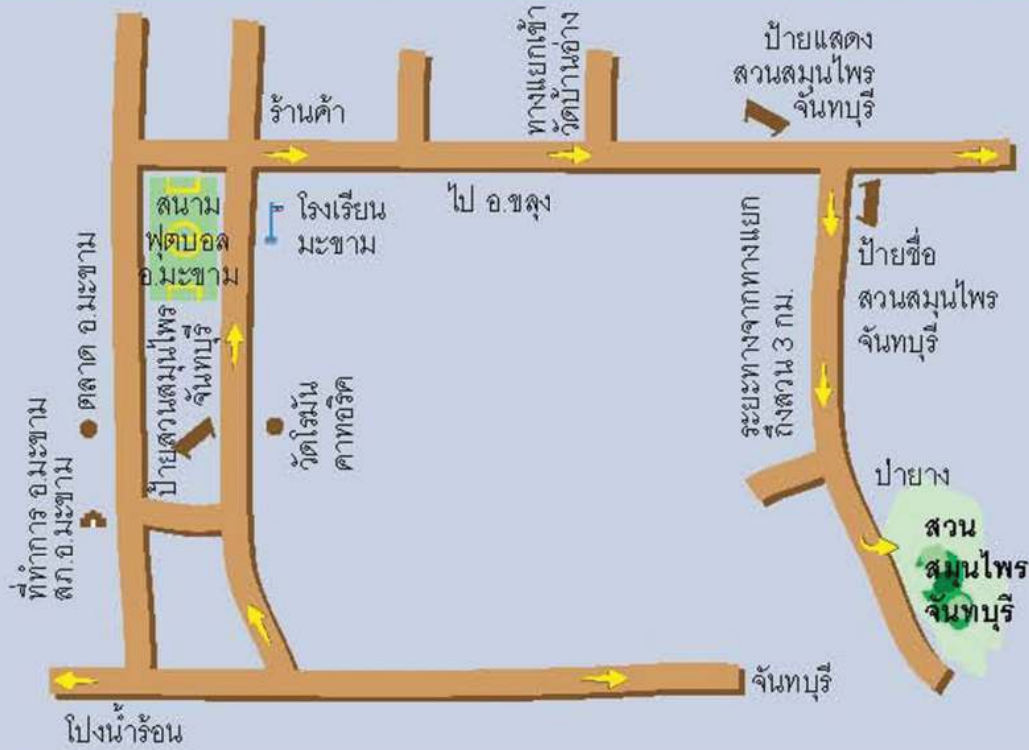 ป้ายแสดง
สวนสมุนไพร
จันทบุรี
ทางแยกเข้า
วัดบ้านอ่าง
ร้านค้า
สนาม
ฟุตบอล
อ.มะขาม
โรงเรียน
มะขาม
ไป อ.ขลุง
ระยะทางจากทางแยก
ถึงสวน 3 กม.
ป้ายชื่อ
สวนสมุนไพร
จันทบุรี
ตลาด อ.มะขาม
ป้ายสวนสมุนไพร
จันทบุรี
วัดโรมัน
คาทอริค
ที่ทำการ อ.มะขาม
สภ.อ.มะขาม
ป่ายาง
สวน
สมุนไพร
จันทบุรี
จันทบุรี
โป่งน้ำร้อน